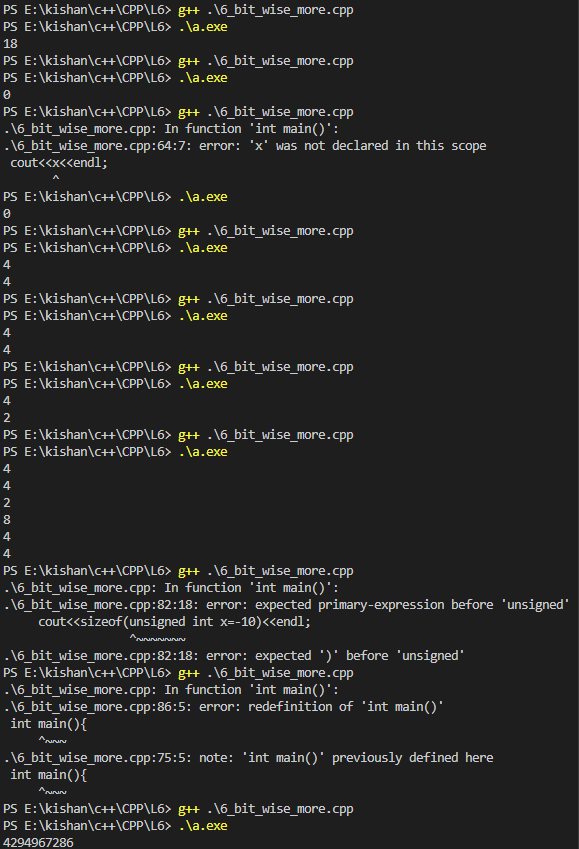 PS E:\kishan\c++\CPP\L6> g++ .\6_bit_wise_more.cpp
PS E:\kishan\c++\CPP\L6> .\a.exe
18
PS E:\kishan\c++\CPP\L6> g++ .\6_bit_wise_more.cpp
PS E:\kishan\c++\CPP\L6> .\a.exe
0
PS E:\kishan\c++\CPP\L6> g++ .\6_bit_wise_more.cpp
.\6_bit_wise_more.cpp: In function 'int main()':
.\6_bit_wise_more.cpp:64:7: error: 'x' was not declared in this scope
 cout<<x<<endl;
       ^
PS E:\kishan\c++\CPP\L6> .\a.exe
0
PS E:\kishan\c++\CPP\L6> g++ .\6_bit_wise_more.cpp
PS E:\kishan\c++\CPP\L6> .\a.exe
4
4
PS E:\kishan\c++\CPP\L6> g++ .\6_bit_wise_more.cpp
PS E:\kishan\c++\CPP\L6> .\a.exe
4
4
PS E:\kishan\c++\CPP\L6> g++ .\6_bit_wise_more.cpp
PS E:\kishan\c++\CPP\L6> .\a.exe
4
2
PS E:\kishan\c++\CPP\L6> g++ .\6_bit_wise_more.cpp
PS E:\kishan\c++\CPP\L6> .\a.exe
4
4
2
8
4
4
PS E:\kishan\c++\CPP\L6> g++ .\6_bit_wise_more.cpp
.\6_bit_wise_more.cpp: In function 'int main()':
.\6_bit_wise_more.cpp:82:18: error: expected primary-expression before 'unsigned'
     cout<<sizeof(unsigned int x=-10)<<endl;
                  ^~~~~~~~
.\6_bit_wise_more.cpp:82:18: error: expected ')' before 'unsigned'
PS E:\kishan\c++\CPP\L6> g++ .\6_bit_wise_more.cpp
.\6_bit_wise_more.cpp: In function 'int main()':
.\6_bit_wise_more.cpp:86:5: error: redefinition of 'int main()'
 int main(){
     ^~~~
.\6_bit_wise_more.cpp:75:5: note: 'int main()' previously defined here
 int main(){
     ^~~~
PS E:\kishan\c++\CPP\L6> g++ .\6_bit_wise_more.cpp
PS E:\kishan\c++\CPP\L6> .\a.exe
4294967286